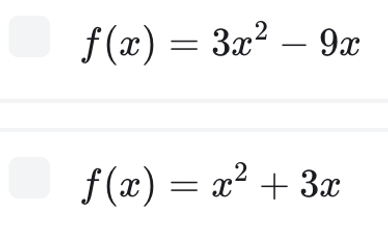 f(x) = 3x² − 9x
f(x) = x² + 3x